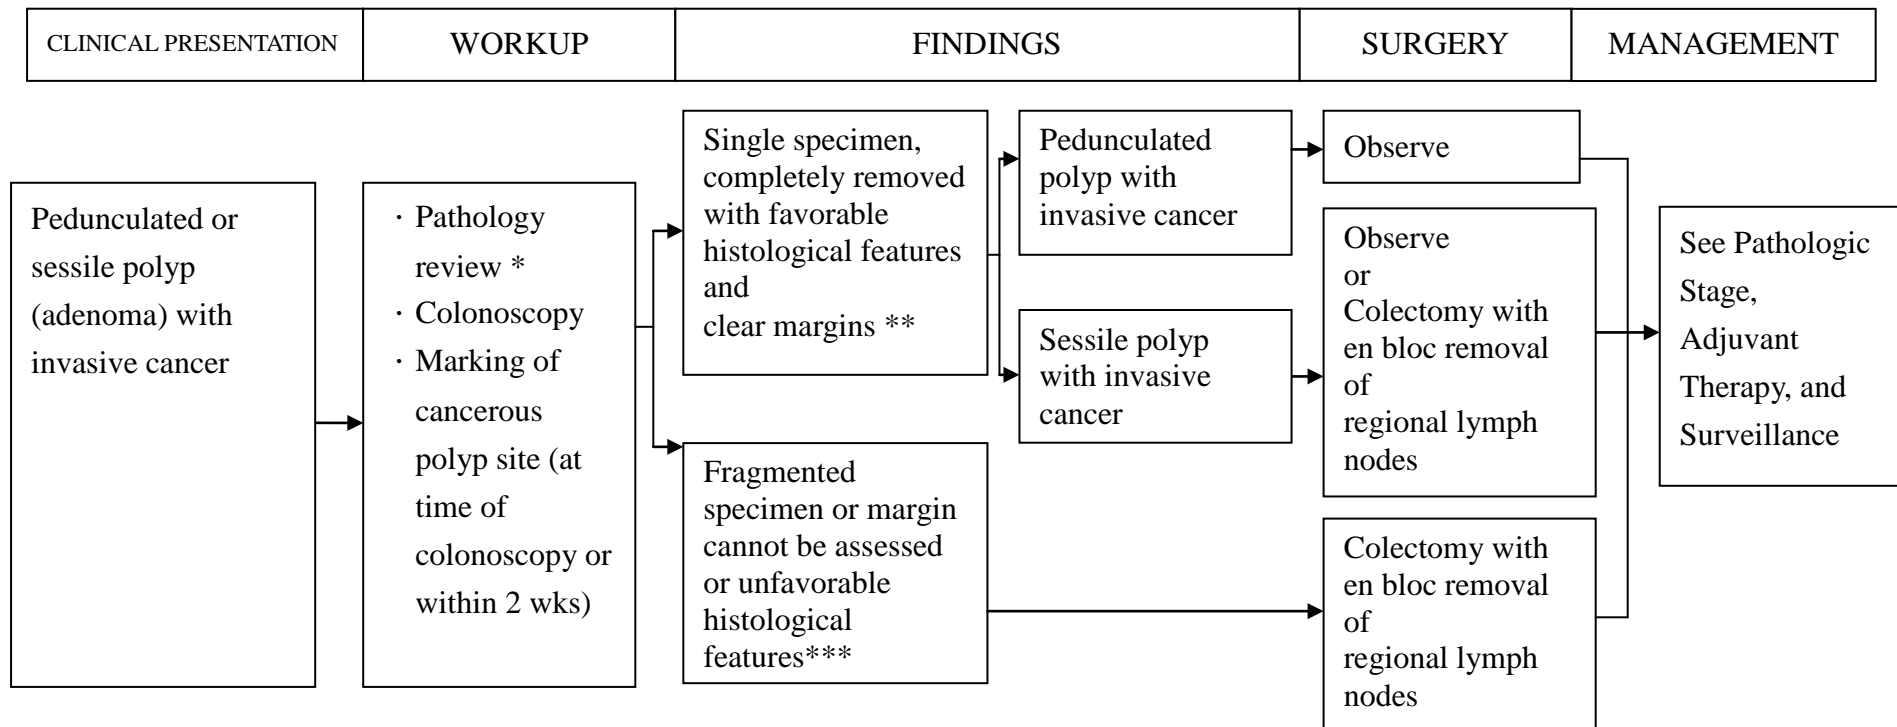 CLINICAL PRESENTATION
WORKUP
FINDINGS
SURGERY
MANAGEMENT
Pedunculated or
sessile polyp
(adenoma) with
invasive cancer
· Pathology
review *
· Colonoscopy
· Marking of
cancerous
polyp site (at
time of
colonoscopy or
within 2 wks)
Single specimen,
completely removed
with favorable
histological features
and
clear margins **
Fragmented
specimen or margin
cannot be assessed
or unfavorable
histological
features***
Pedunculated
polyp with
invasive cancer
Sessile polyp
with invasive
cancer
Observe
Observe
or
Colectomy with
en bloc removal
of
regional lymph
nodes
Colectomy with
en bloc removal
of
regional lymph
nodes
See Pathologic
Stage,
Adjuvant
Therapy, and
Surveillance